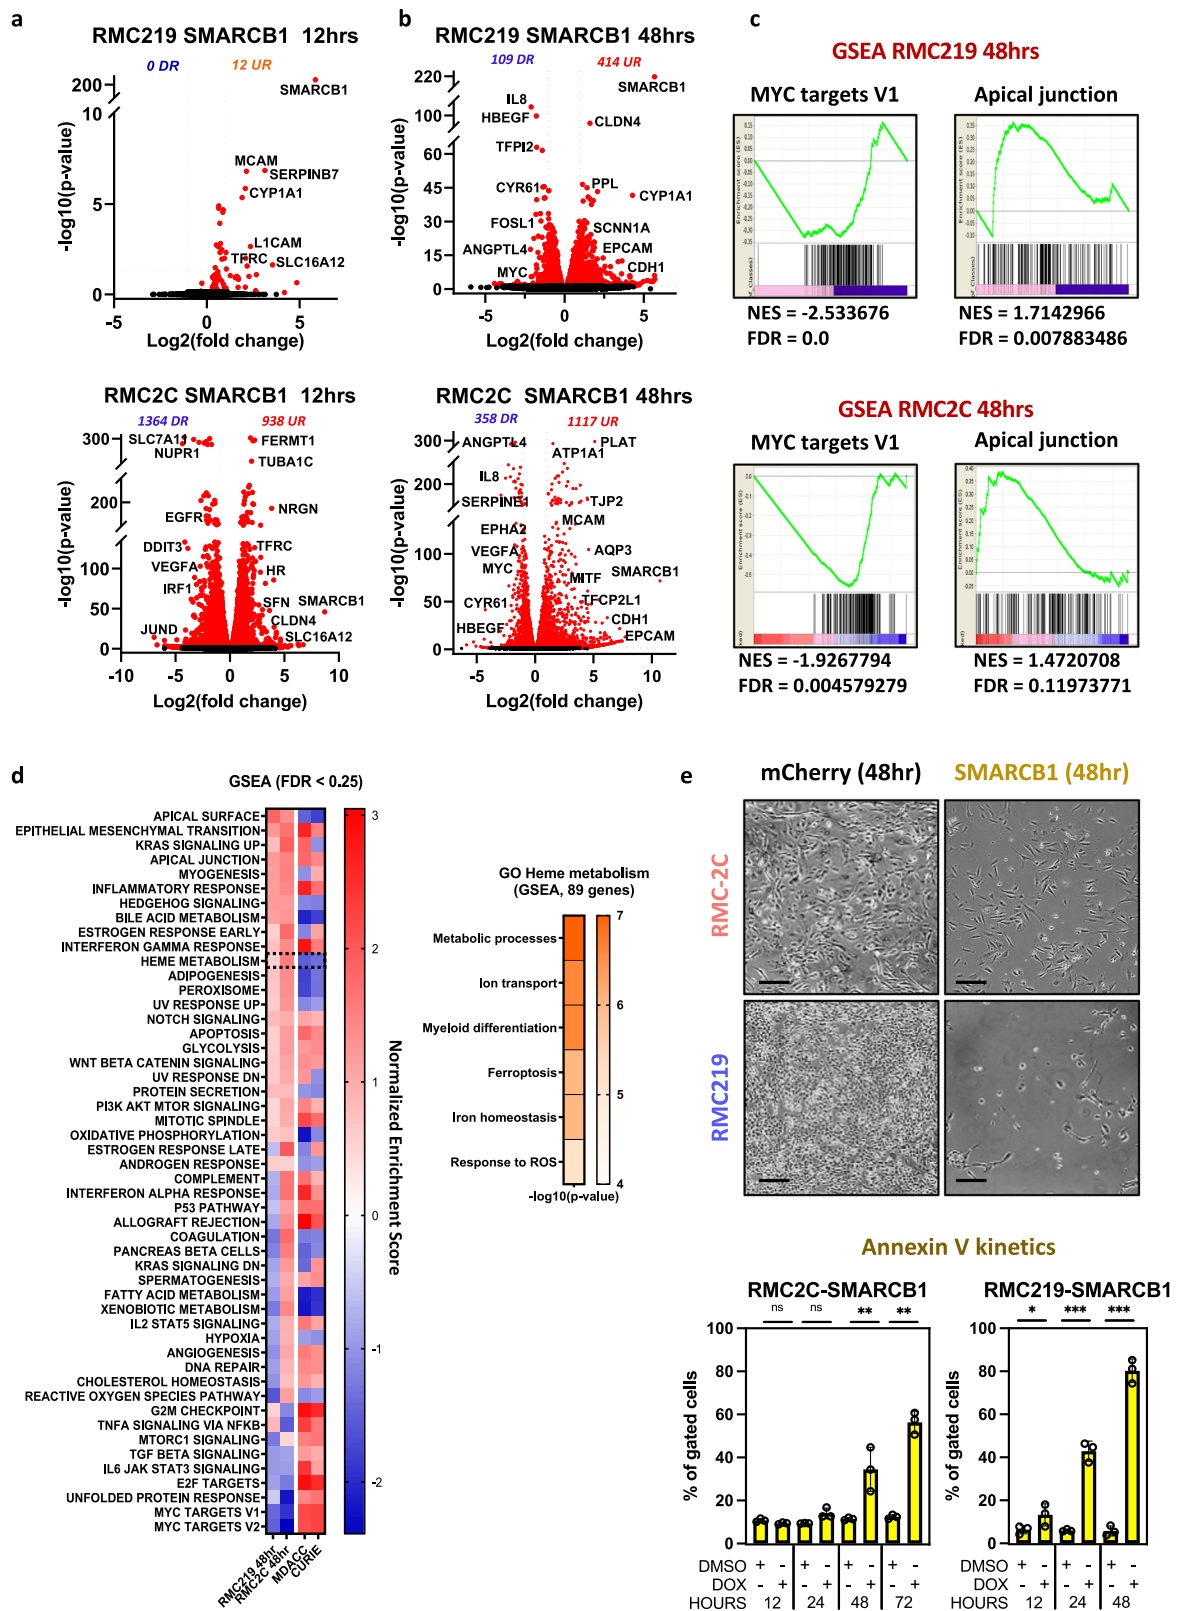 a
RMC219 SMARCB1 12hrs
0 DR
12 UR
200
10
5
0
-log10(p-value)
SMARCB1
MCAM
SERPINB7
CYP1A1
L1CAM
TFRC
SLC16A12
-5
0
5
Log2(fold change)
RMC2C SMARCB1 12hrs
1364 DR
938 UR
300
200
100
50
0
-log10(p-value)
SLC7A11
NUPR1
FERMT1
TUBA1C
NRGN
EGFR
DDIT3
TFRC
VEGFA
HR
IRF1
SFN
SMARCB1
CLDN4
JUND
SLC16A12
-10
-5
0
5
10
Log2(fold change)
b
RMC219 SMARCB1 48hrs
109 DR
414 UR
220
100
60
45
30
15
0
-log10(p-value)
SMARCB1
IL8
HBEGF
CLDN4
TFPI2
CYR61
PPL
CYP1A1
FOSL1
SCNN1A
ANGPTL4
EPCAM
MYC
CDH1
-5
0
5
Log2(fold change)
RMC2C SMARCB1 48hrs
358 DR
1117 UR
300
200
100
50
0
-log10(p-value)
ANGPTL4
PLAT
ATP1A1
IL8
SERPINE1
TJP2
MCAM
EPHA2
VEGFA
AQP3
MYC
MITF
SMARCB1
CYR61
TFCP2L1
CDH1
HBEGF
EPCAM
-5
0
5
10
Log2(fold change)
c
GSEA RMC219 48hrs
MYC targets V1
Apical junction
Enrichment score (ES)
Enrichment score (ES)
NES = -2.533676
FDR = 0.0
NES = 1.7142966
FDR = 0.007883486
GSEA RMC2C 48hrs
MYC targets V1
Apical junction
Enrichment score (ES)
Enrichment score (ES)
NES = -1.9267794
FDR = 0.004579279
NES = 1.4720708
FDR = 0.11973771
d
GSEA (FDR < 0.25)
APICAL SURFACE
EPITHELIAL MESENCHYMAL TRANSITION
KRAS SIGNALING UP
APICAL JUNCTION
MYOGENESIS
INFLAMMATORY RESPONSE
HEDGEHOG SIGNALING
BILE ACID METABOLISM
ESTROGEN RESPONSE EARLY
INTERFERON GAMMA RESPONSE
HEME METABOLISM
ADIPOGENESIS
PEROXISOME
UV RESPONSE UP
NOTCH SIGNALING
APOPTOSIS
GLYCOLYSIS
WNT BETA CATENIN SIGNALING
UV RESPONSE DN
PROTEIN SECRETION
PI3K AKT MTOR SIGNALING
MITOTIC SPINDLE
OXIDATIVE PHOSPHORYLATION
ESTROGEN RESPONSE LATE
ANDROGEN RESPONSE
COMPLEMENT
INTERFERON ALPHA RESPONSE
P53 PATHWAY
ALLOGRAFT REJECTION
COAGULATION
PANCREAS BETA CELLS
KRAS SIGNALING DN
SPERMATOGENESIS
FATTY ACID METABOLISM
XENOBIOTIC METABOLISM
IL2 STAT5 SIGNALING
HYPOXIA
ANGIOGENESIS
DNA REPAIR
CHOLESTEROL HOMEOSTASIS
REACTIVE OXYGEN SPECIES PATHWAY
G2M CHECKPOINT
TNFA SIGNALING VIA NFKB
MTORC1 SIGNALING
TGF BETA SIGNALING
IL6 JAK STAT3 SIGNALING
E2F TARGETS
UNFOLDED PROTEIN RESPONSE
MYC TARGETS V1
MYC TARGETS V2
RMC219 48hr
RMC2C 48hr
MDACC
CURIE
3
2
1
0
-1
-2
Normalized Enrichment Score
GO Heme metabolism
(GSEA, 89 genes)
Metabolic processes
Ion transport
Myeloid differentiation
Ferroptosis
Iron homeostasis
Response to ROS
7
6
5
4
-log10(p-value)
e
mCherry (48hr)
SMARCB1 (48hr)
RMC-2C
RMC219
Annexin V kinetics
RMC2C-SMARCB1
ns
ns
**
**
100
80
60
40
20
0
% of gated cells
DMSO + - + - + - + -
DOX - + - + - + - +
HOURS 12 24 48 72
RMC219-SMARCB1
*
***
***
100
80
60
40
20
0
% of gated cells
DMSO + - + - + -
DOX - + - + - +
HOURS 12 24 48